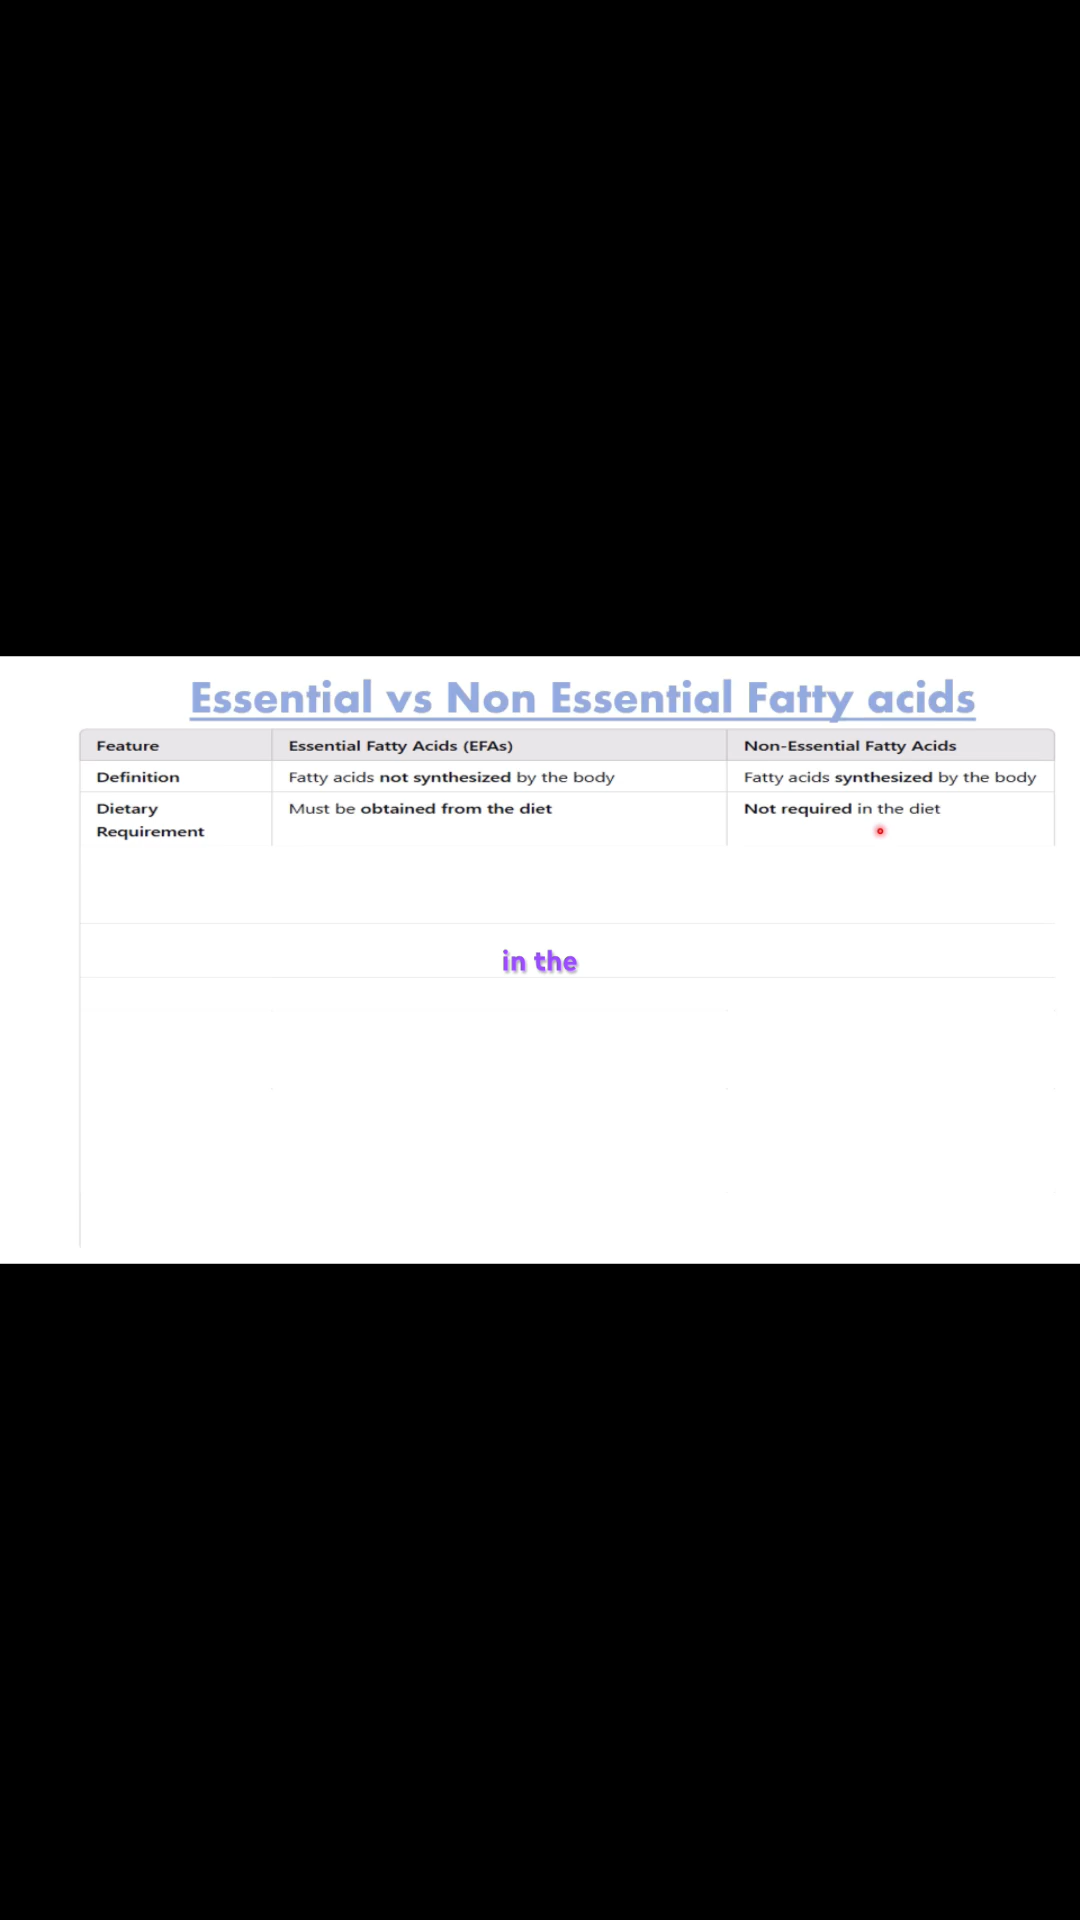 Essential vs Non Essential Fatty acids
Feature Essential Fatty Acids (EFAs) Non-Essential Fatty Acids
Definition Fatty acids not synthesized by the body Fatty acids synthesized by the body
Dietary Must be obtained from the diet Not required in the diet
Requirement
in the